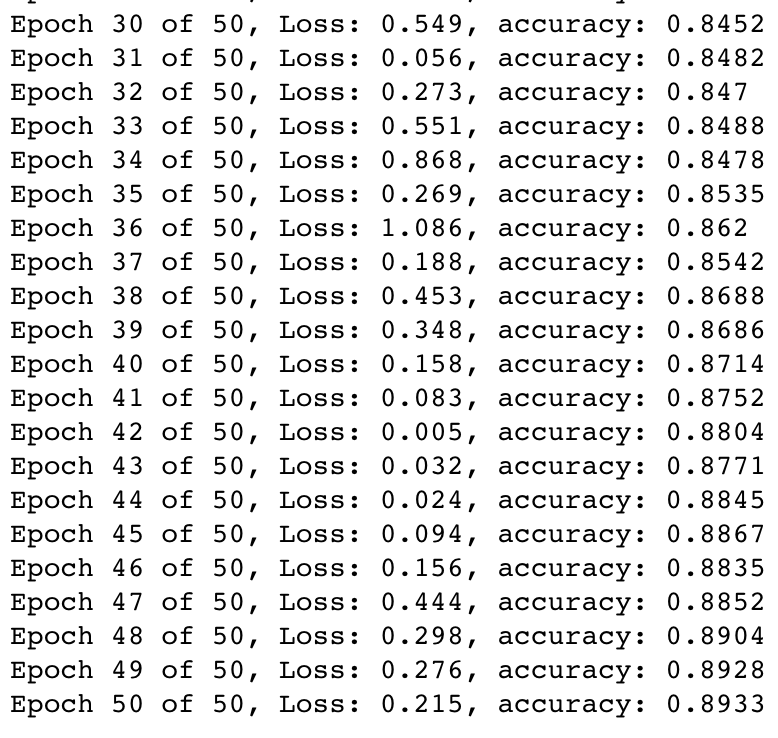 Epoch 30 of 50, Loss: 0.549, accuracy: 0.8452
Epoch 31 of 50, Loss: 0.056, accuracy: 0.8482
Epoch 32 of 50, Loss: 0.273, accuracy: 0.847
Epoch 33 of 50, Loss: 0.551, accuracy: 0.8488
Epoch 34 of 50, Loss: 0.868, accuracy: 0.8478
Epoch 35 of 50, Loss: 0.269, accuracy: 0.8535
Epoch 36 of 50, Loss: 1.086, accuracy: 0.862
Epoch 37 of 50, Loss: 0.188, accuracy: 0.8542
Epoch 38 of 50, Loss: 0.453, accuracy: 0.8688
Epoch 39 of 50, Loss: 0.348, accuracy: 0.8686
Epoch 40 of 50, Loss: 0.158, accuracy: 0.8714
Epoch 41 of 50, Loss: 0.083, accuracy: 0.8752
Epoch 42 of 50, Loss: 0.005, accuracy: 0.8804
Epoch 43 of 50, Loss: 0.032, accuracy: 0.8771
Epoch 44 of 50, Loss: 0.024, accuracy: 0.8845
Epoch 45 of 50, Loss: 0.094, accuracy: 0.8867
Epoch 46 of 50, Loss: 0.156, accuracy: 0.8835
Epoch 47 of 50, Loss: 0.444, accuracy: 0.8852
Epoch 48 of 50, Loss: 0.298, accuracy: 0.8904
Epoch 49 of 50, Loss: 0.276, accuracy: 0.8928
Epoch 50 of 50, Loss: 0.215, accuracy: 0.8933